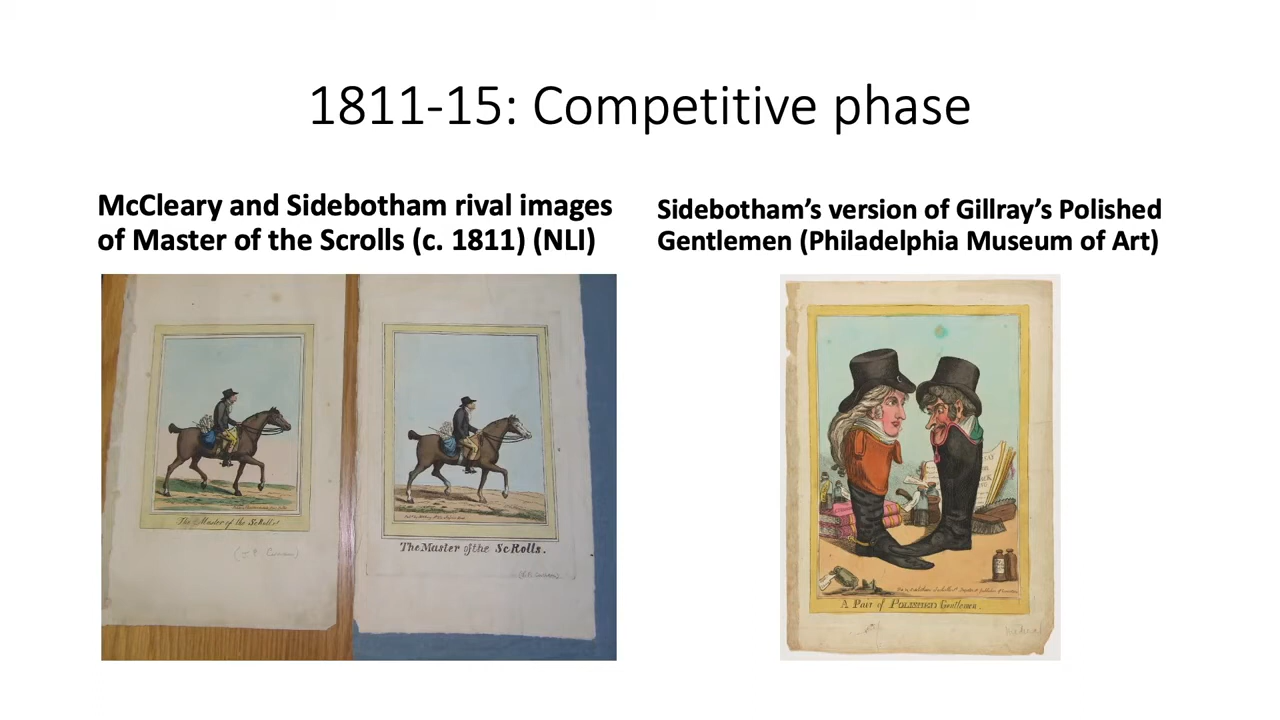 1811-15: Competitive phase
McCleary and Sidebotham rival images
of Master of the Scrolls (c. 1811) (NLI)
Sidebotham’s version of Gillray’s Polished
Gentlemen (Philadelphia Museum of Art)
The Master of the ScRolls
The Master of the ScRolls.
A Pair of POLISHED Gentlemen.